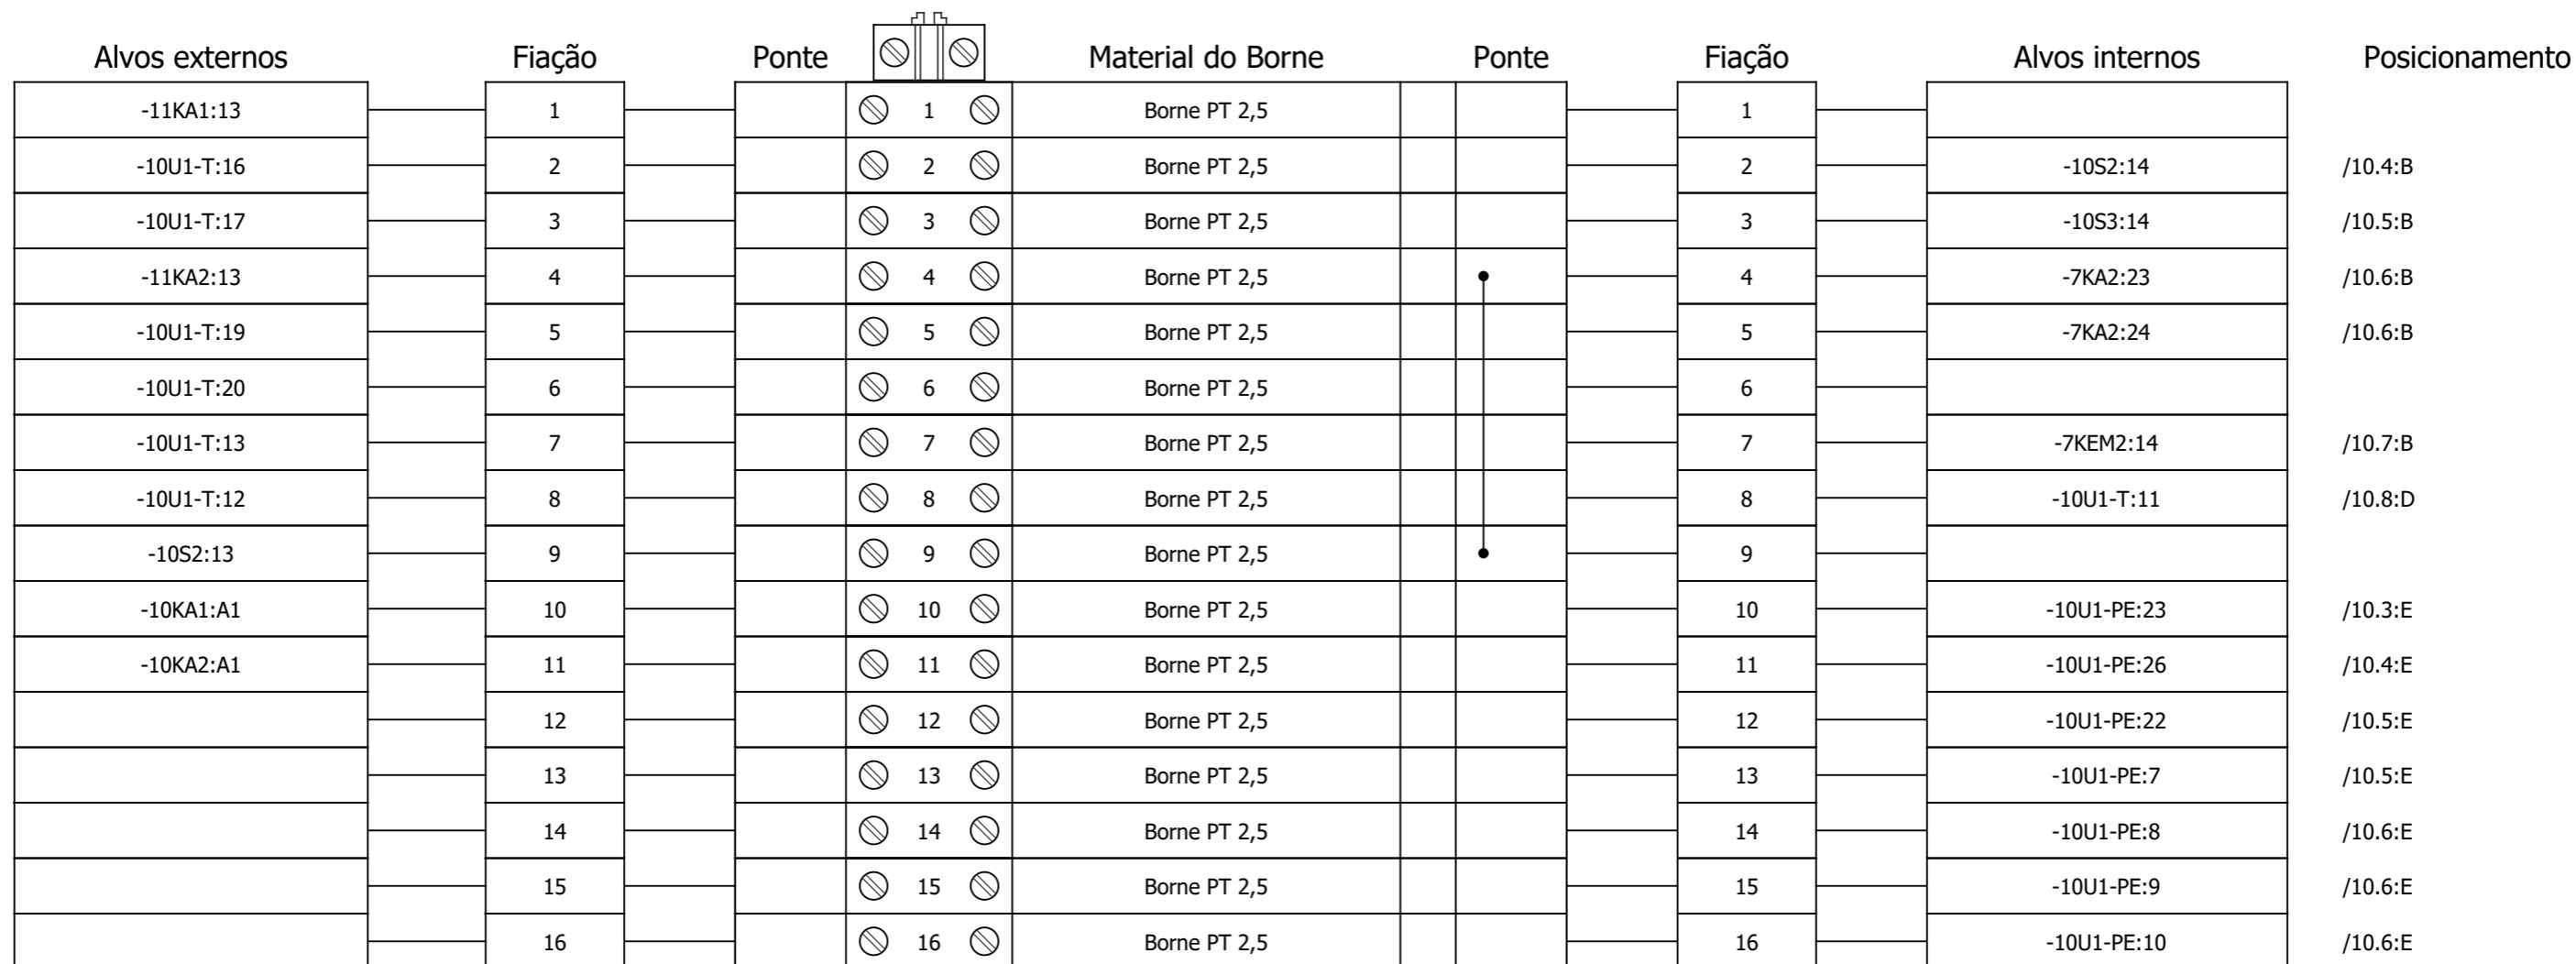 Alvos externos Fiação Ponte Material do Borne Ponte Fiação Alvos internos Posicionamento
-11KA1:13 1 1 Borne PT 2,5 1
-10U1-T:16 2 2 Borne PT 2,5 2 -10S2:14 /10.4:B
-10U1-T:17 3 3 Borne PT 2,5 3 -10S3:14 /10.5:B
-11KA2:13 4 4 Borne PT 2,5 4 -7KA2:23 /10.6:B
-10U1-T:19 5 5 Borne PT 2,5 5 -7KA2:24 /10.6:B
-10U1-T:20 6 6 Borne PT 2,5 6
-10U1-T:13 7 7 Borne PT 2,5 7 -7KEM2:14 /10.7:B
-10U1-T:12 8 8 Borne PT 2,5 8 -10U1-T:11 /10.8:D
-10S2:13 9 9 Borne PT 2,5 9
-10KA1:A1 10 10 Borne PT 2,5 10 -10U1-PE:23 /10.3:E
-10KA2:A1 11 11 Borne PT 2,5 11 -10U1-PE:26 /10.4:E
12 12 Borne PT 2,5 12 -10U1-PE:22 /10.5:E
13 13 Borne PT 2,5 13 -10U1-PE:7 /10.5:E
14 14 Borne PT 2,5 14 -10U1-PE:8 /10.6:E
15 15 Borne PT 2,5 15 -10U1-PE:9 /10.6:E
16 16 Borne PT 2,5 16 -10U1-PE:10 /10.6:E